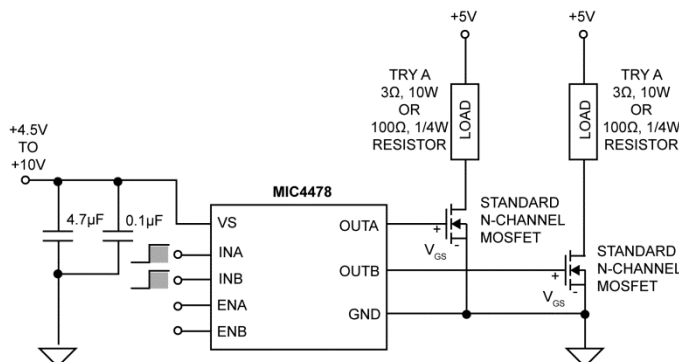 +5V
+5V
TRY A
3Ω, 10W
OR
100Ω, 1/4W
RESISTOR
LOAD
TRY A
3Ω, 10W
OR
100Ω, 1/4W
RESISTOR
LOAD
+4.5V
TO
+10V
4.7µF
0.1µF
MIC4478
VS
INA
INB
ENA
ENB
OUTA
OUTB
GND
+
-
VGS
STANDARD
N-CHANNEL
MOSFET
+
-
VGS
STANDARD
N-CHANNEL
MOSFET